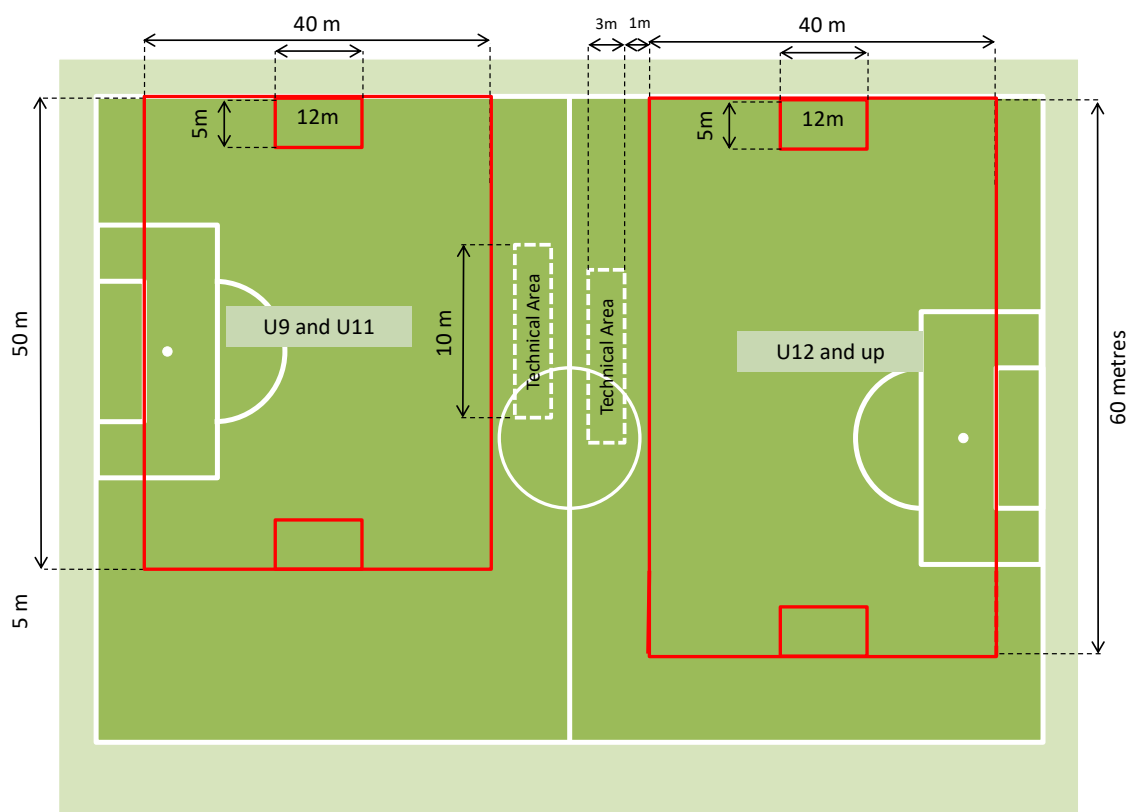 40 m
3m
1m
40 m
5m
12m
5m
12m
50 m
10 m
Technical Area
Technical Area
U9 and U11
U12 and up
60 metres
5 m